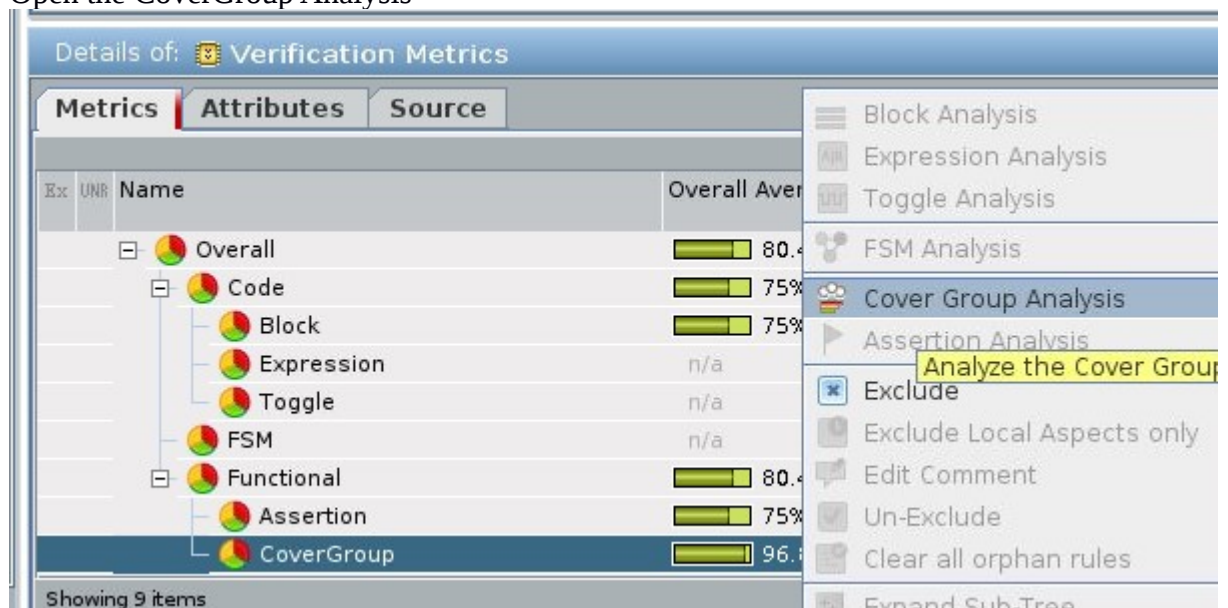 Open the CoverGroup Analysis
Details of: Verification Metrics
Metrics Attributes Source
Ex UNR Name Overall Aver
Overall 80.4
Code 75%
Block 75%
Expression n/a
Toggle n/a
FSM n/a
Functional 80.4
Assertion 75%
CoverGroup 96.8
Showing 9 items
Block Analysis
Expression Analysis
Toggle Analysis
FSM Analysis
Cover Group Analysis
Assertion Analysis
Analyze the Cover Group
Exclude
Exclude Local Aspects only
Edit Comment
Un-Exclude
Clear all orphan rules
Expand Sub-Tree